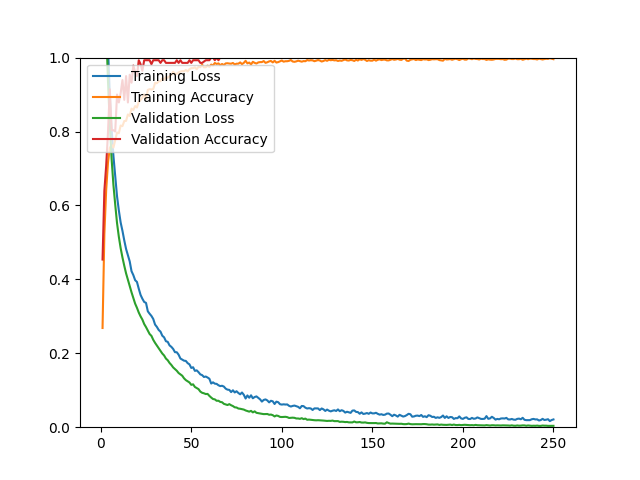 1.0
0.8
0.6
0.4
0.2
0.0
Training Loss
Training Accuracy
Validation Loss
Validation Accuracy
0 50 100 150 200 250